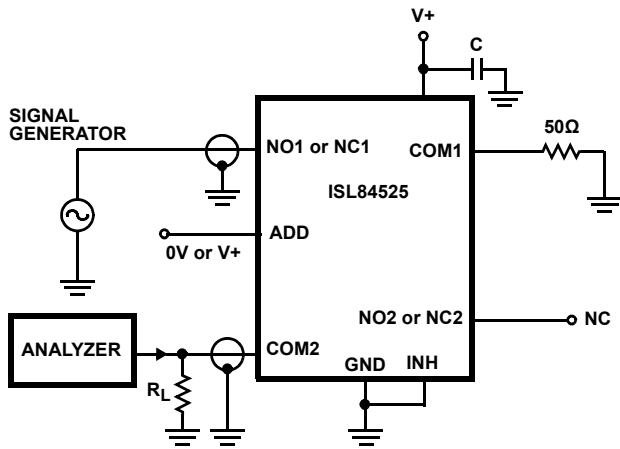 V+
C
SIGNAL
GENERATOR
NO1 or NC1
COM1
50Ω
ISL84525
ADD
0V or V+
NO2 or NC2
NC
ANALYZER
COM2
GND
INH
RL